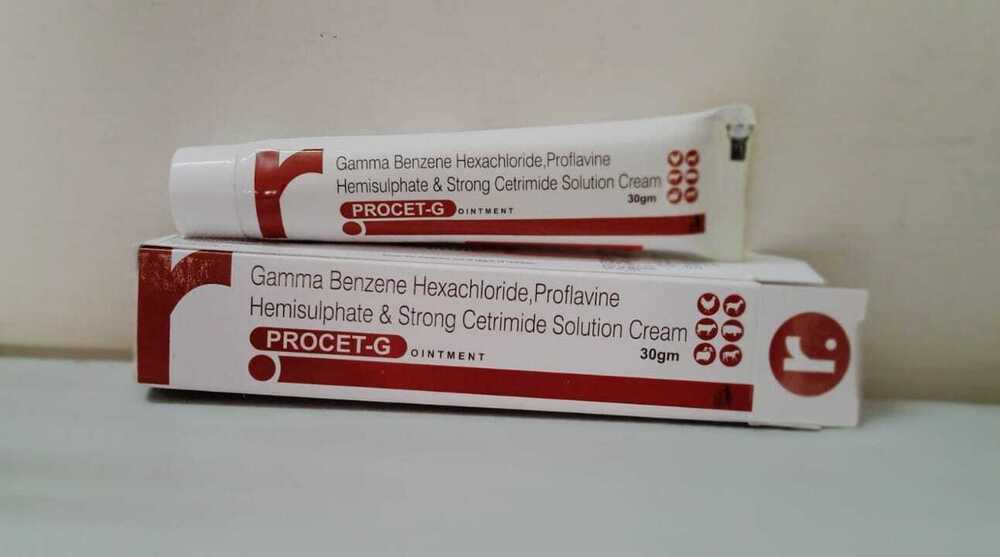 Gamma Benzene Hexachloride,Proflavine
Hemisulphate & Strong Cetrimide Solution Cream
30gm
PROCET-G OINTMENT
Gamma Benzene Hexachloride,Proflavine
Hemisulphate & Strong Cetrimide Solution Cream
30gm
PROCET-G OINTMENT
r.